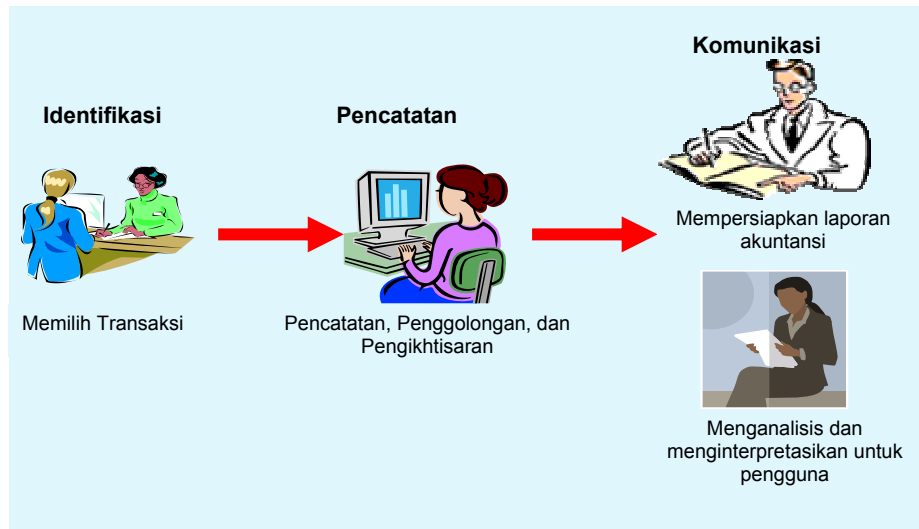 Identifikasi
Memilih Transaksi
Pencatatan
Pencatatan, Penggolongan, dan
Pengikhtisaran
Komunikasi
Mempersiapkan laporan
akuntansi
Menganalisis dan
menginterpretasikan untuk
pengguna